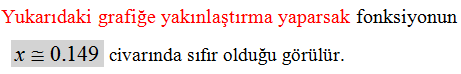 Yukarıdaki grafiğe yakınlaştırma yaparsak fonksiyonun
x ≅ 0.149 civarında sıfır olduğu görülür.